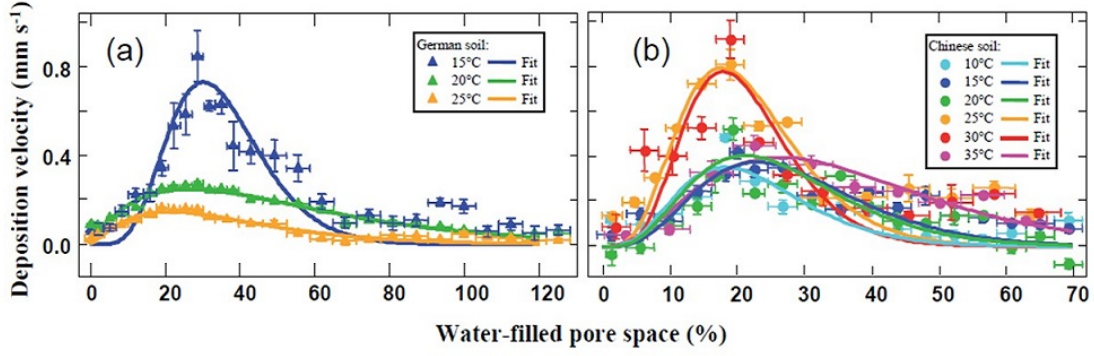 Deposition velocity (mm s⁻¹)
(a)
German soil:
15°C Fit
20°C Fit
25°C Fit
0.8
0.4
0.0
0 20 40 60 80 100 120
(b)
Chinese soil:
10°C Fit
15°C Fit
20°C Fit
25°C Fit
30°C Fit
35°C Fit
0 10 20 30 40 50 60 70
Water-filled pore space (%)